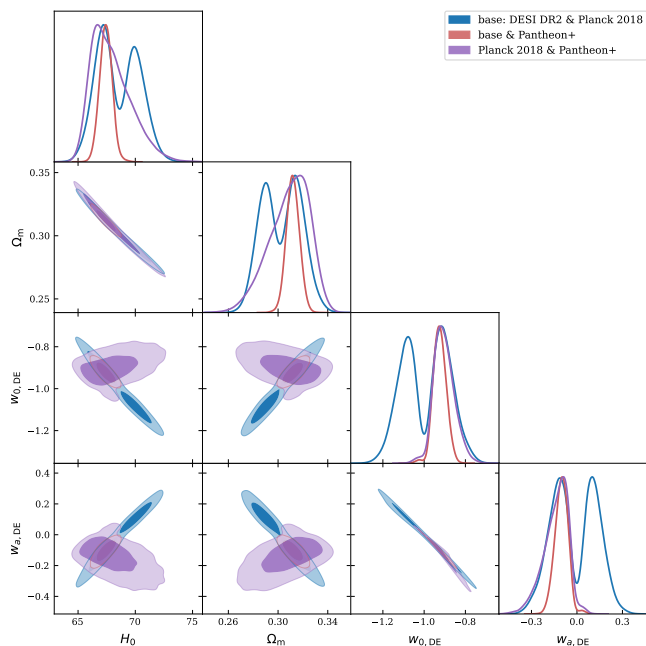 base: DESI DR2 & Planck 2018
base & Pantheon+
Planck 2018 & Pantheon+
0.35
0.30
0.25
Ωm
−0.8
−1.0
−1.2
w0, DE
0.4
0.2
0.0
−0.2
−0.4
wa, DE
65 70 75
0.26 0.30 0.34
−1.2 −1.0 −0.8
−0.3 0.0 0.3
H0
Ωm
w0, DE
wa, DE